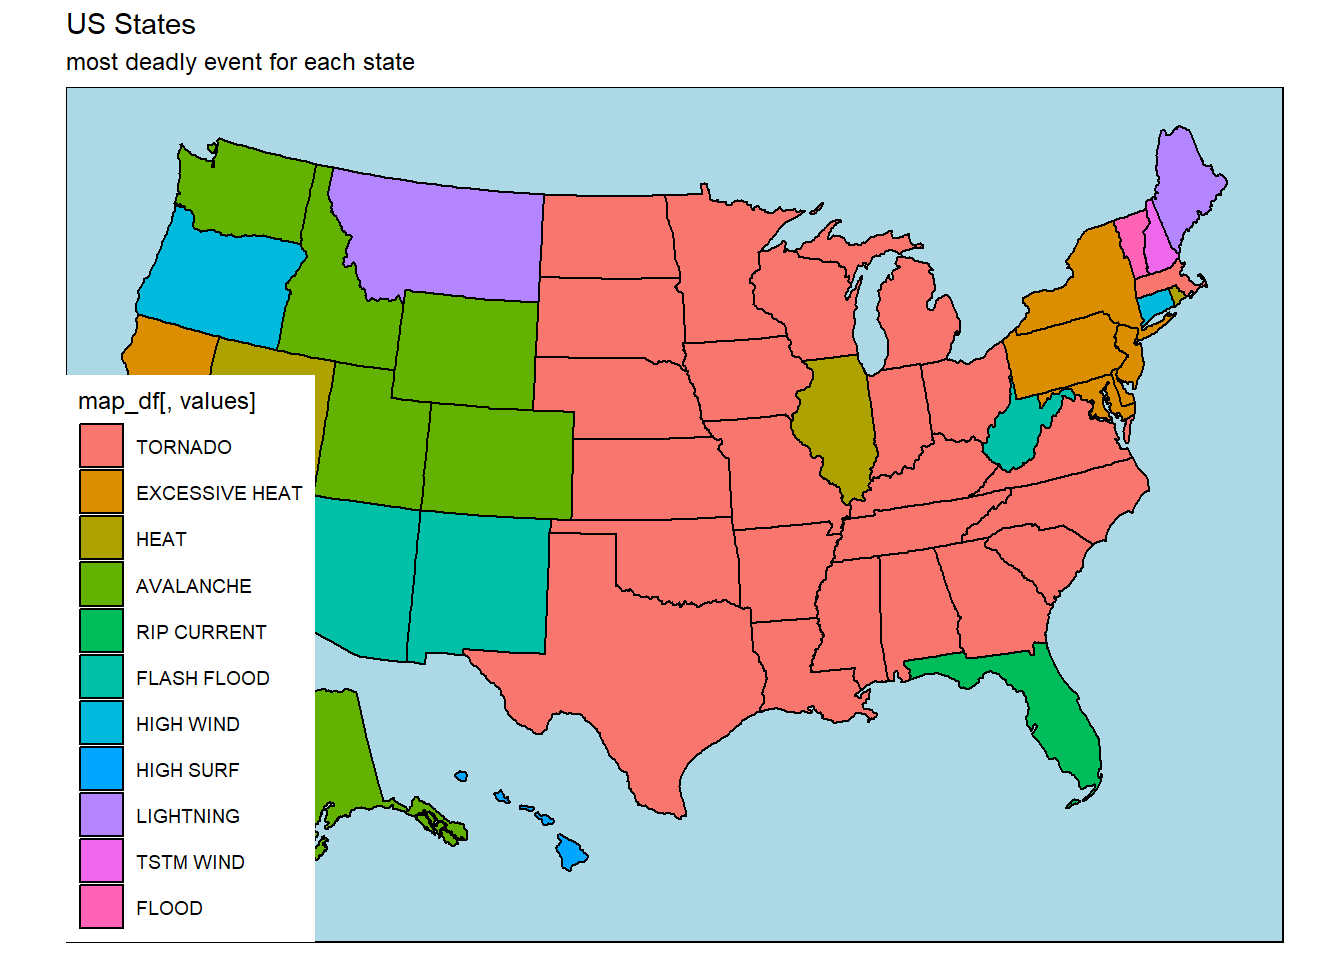 US States
most deadly event for each state
map_df[, values]
TORNADO
EXCESSIVE HEAT
HEAT
AVALANCHE
RIP CURRENT
FLASH FLOOD
HIGH WIND
HIGH SURF
LIGHTNING
TSTM WIND
FLOOD